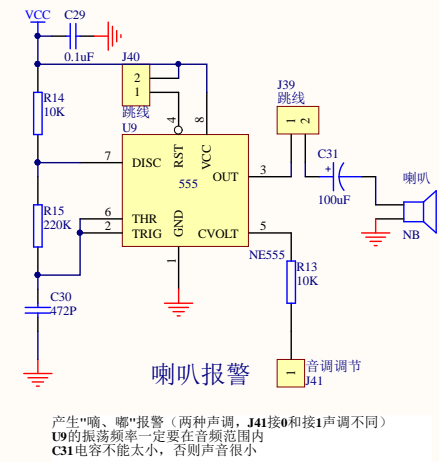 VCC
C29
0.1uF
J40
2
1
跳线
U9
R14
10K
4
8
J39
跳线
1
2
7
DISC
RST
VCC
555
OUT
3
C31
+
100uF
喇叭
NB
R15
220K
6
THR
2
TRIG
GND
CVOLT
5
NE555
1
R13
10K
C30
472P
喇叭报警
1
音调调节
J41
产生"嘀、嘟"报警（两种声调，J41接0和接1声调不同）
U9的振荡频率一定要在音频范围内
C31电容不能太小，否则声音很小